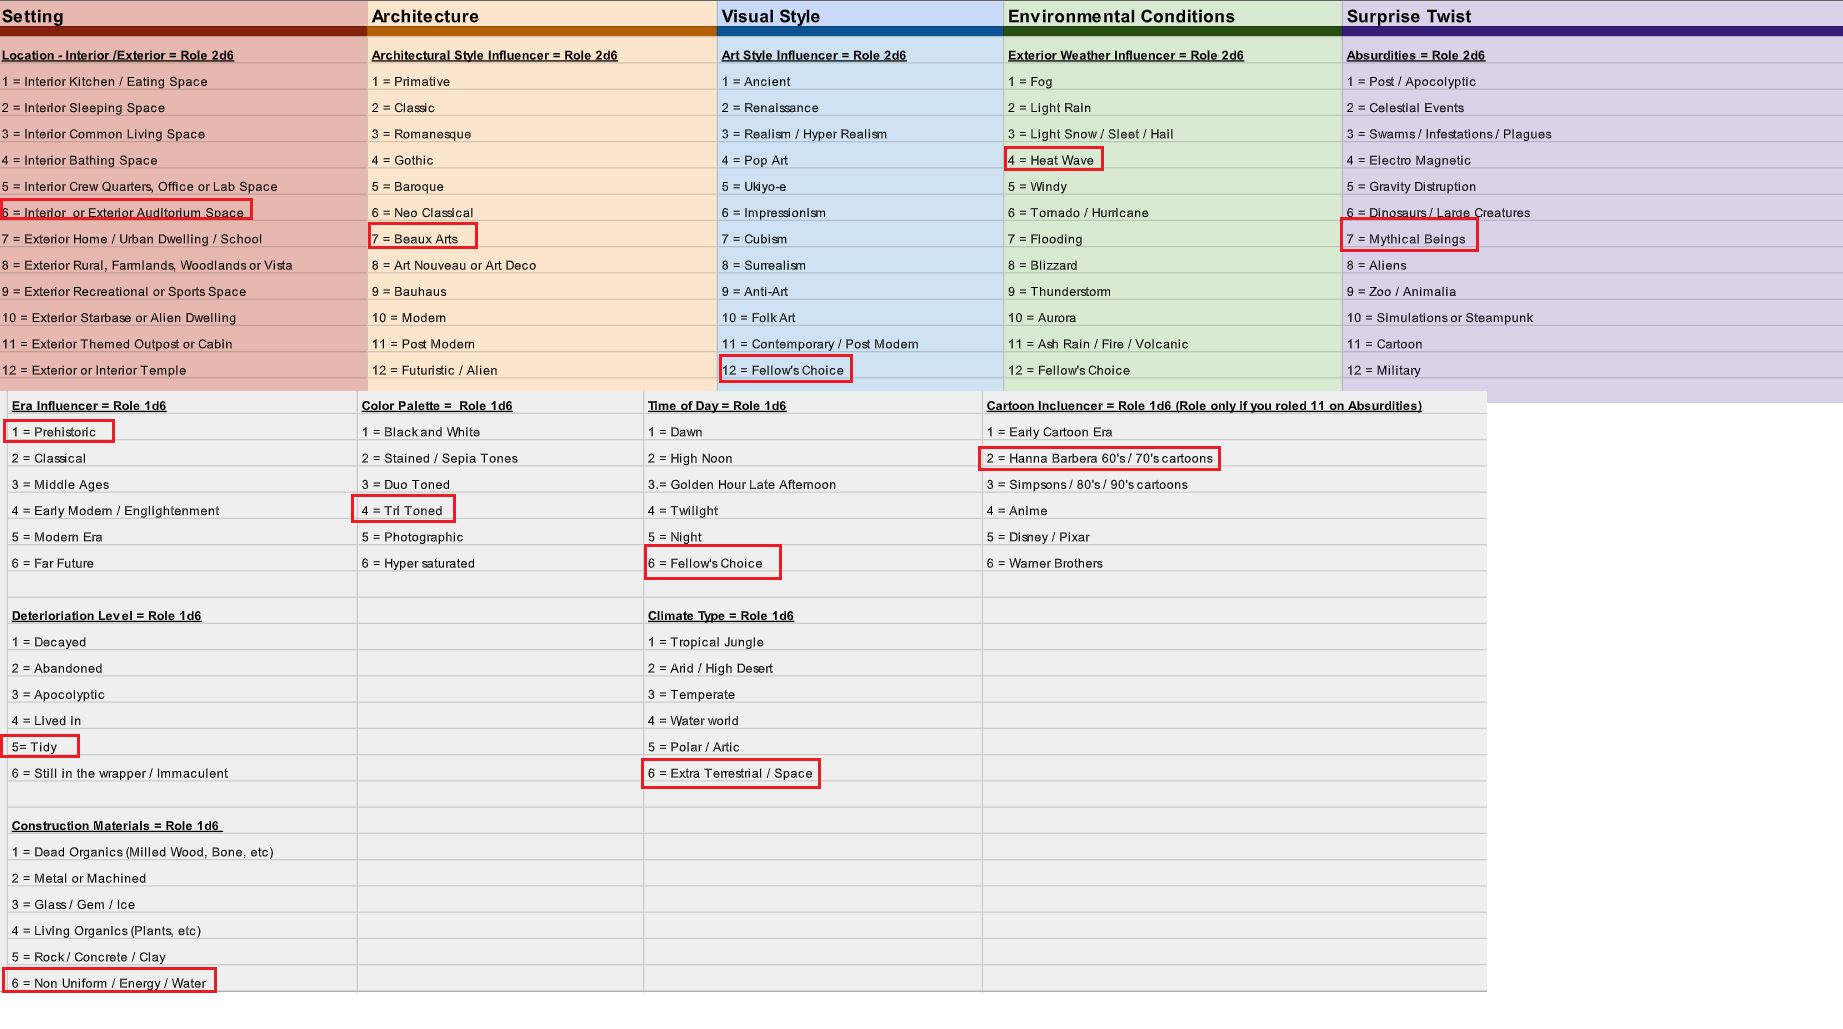 Setting
Architecture
Visual Style
Environmental Conditions
Surprise Twist
Location - Interior /Exterior = Role 2d6
1 = Interior Kitchen / Eating Space
2 = Interior Sleeping Space
3 = Interior Common Living Space
4 = Interior Bathing Space
5 = Interior Crew Quarters, Office or Lab Space
6 = Interior or Exterior Auditorium Space
7 = Exterior Home / Urban Dwelling / School
8 = Exterior Rural, Farmlands, Woodlands or Vista
9 = Exterior Recreational or Sports Space
10 = Exterior Starbase or Alien Dwelling
11 = Exterior Themed Outpost or Cabin
12 = Exterior or Interior Temple
Architectural Style Influencer = Role 2d6
1 = Primative
2 = Classic
3 = Romanesque
4 = Gothic
5 = Baroque
6 = Neo Classical
7 = Beaux Arts
8 = Art Nouveau or Art Deco
9 = Bauhaus
10 = Modern
11 = Post Modern
12 = Futuristic / Alien
Art Style Influencer = Role 2d6
1 = Ancient
2 = Renaissance
3 = Realism / Hyper Realism
4 = Pop Art
5 = Ukiyo-e
6 = Impressionism
7 = Cubism
8 = Surrealism
9 = Anti-Art
10 = Folk Art
11 = Contemporary / Post Modern
12 = Fellow's Choice
Exterior Weather Influencer = Role 2d6
1 = Fog
2 = Light Rain
3 = Light Snow / Sleet / Hail
4 = Heat Wave
5 = Windy
6 = Tornado / Hurricane
7 = Flooding
8 = Blizzard
9 = Thunderstorm
10 = Aurora
11 = Ash Rain / Fire / Volcanic
12 = Fellow's Choice
Absurdities = Role 2d6
1 = Post / Apocolyptic
2 = Celestial Events
3 = Swarms / Infestations / Plagues
4 = Electro Magnetic
5 = Gravity Distruption
6 = Dinosaurs / Large Creatures
7 = Mythical Beings
8 = Aliens
9 = Zoo / Animalia
10 = Simulations or Steampunk
11 = Cartoon
12 = Military
Era Influencer = Role 1d6
1 = Prehistoric
2 = Classical
3 = Middle Ages
4 = Early Modern / Englightenment
5 = Modern Era
6 = Far Future
Color Palette = Role 1d6
1 = Black and White
2 = Stained / Sepia Tones
3 = Duo Toned
4 = Tri Toned
5 = Photographic
6 = Hyper saturated
Time of Day = Role 1d6
1 = Dawn
2 = High Noon
3.= Golden Hour Late Afternoon
4 = Twilight
5 = Night
6 = Fellow's Choice
Cartoon Incluencer = Role 1d6 (Role only if you roled 11 on Absurdities)
1 = Early Cartoon Era
2 = Hanna Barbera 60's / 70's cartoons
3 = Simpsons / 80's / 90's cartoons
4 = Anime
5 = Disney / Pixar
6 = Warner Brothers
Deterioriation Level = Role 1d6
1 = Decayed
2 = Abandoned
3 = Apocolyptic
4 = Lived In
5= Tidy
6 = Still in the wrapper / Immaculent
Climate Type = Role 1d6
1 = Tropical Jungle
2 = Arid / High Desert
3 = Temperate
4 = Water world
5 = Polar / Artic
6 = Extra Terrestrial / Space
Construction Materials = Role 1d6
1 = Dead Organics (Milled Wood, Bone, etc)
2 = Metal or Machined
3 = Glass / Gem / Ice
4 = Living Organics (Plants, etc)
5 = Rock / Concrete / Clay
6 = Non Uniform / Energy / Water